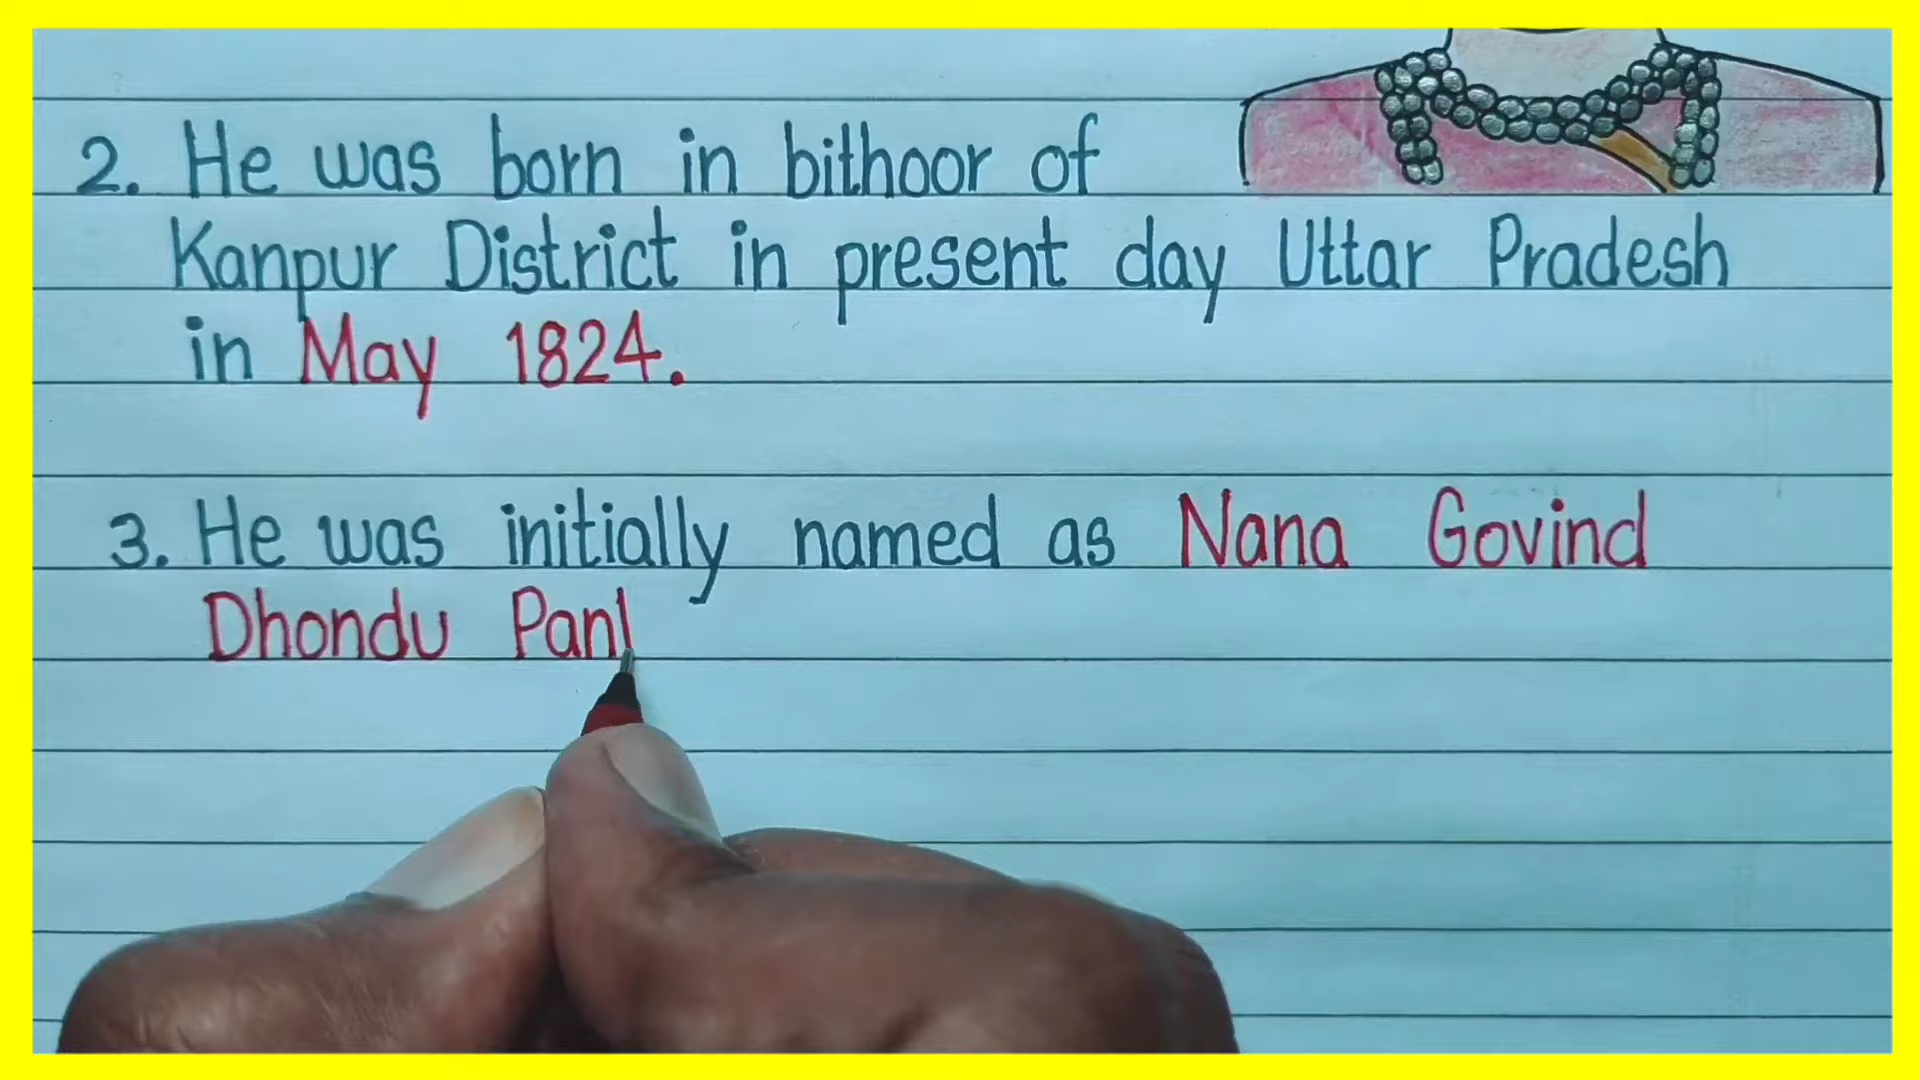 2. He was born in bithoor of
Kanpur District in present day Uttar Pradesh
in May 1824.
3. He was initially named as Nana Govind
Dhondu